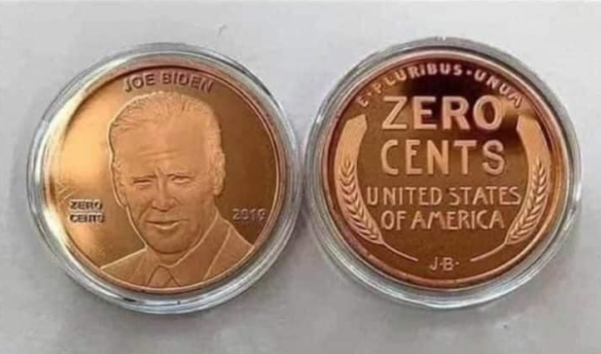 JOE BIDEN
ZERO
CENTS
2019
E·PLURIBUS·UNUM
ZERO
CENTS
UNITED STATES
OF AMERICA
J·B·